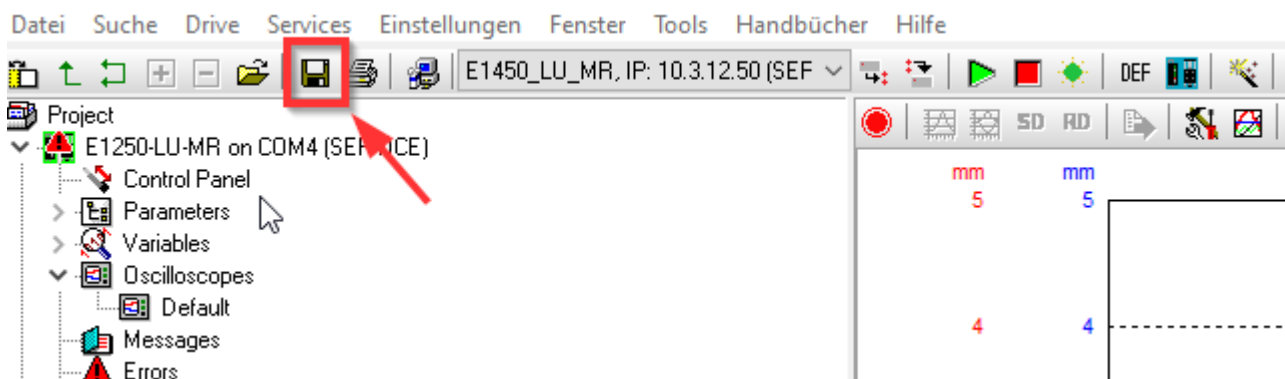 Datei Suche Drive Services Einstellungen Fenster Tools Handbücher Hilfe
E1450_LU_MR, IP: 10.3.12.50 (SEF
DEF
Project
E1250-LU-MR on COM4 (SER ICE)
SD RD
Control Panel
mm mm
Parameters
5 5
Variables
Oscilloscopes
Default
4 4
Messages
Errors